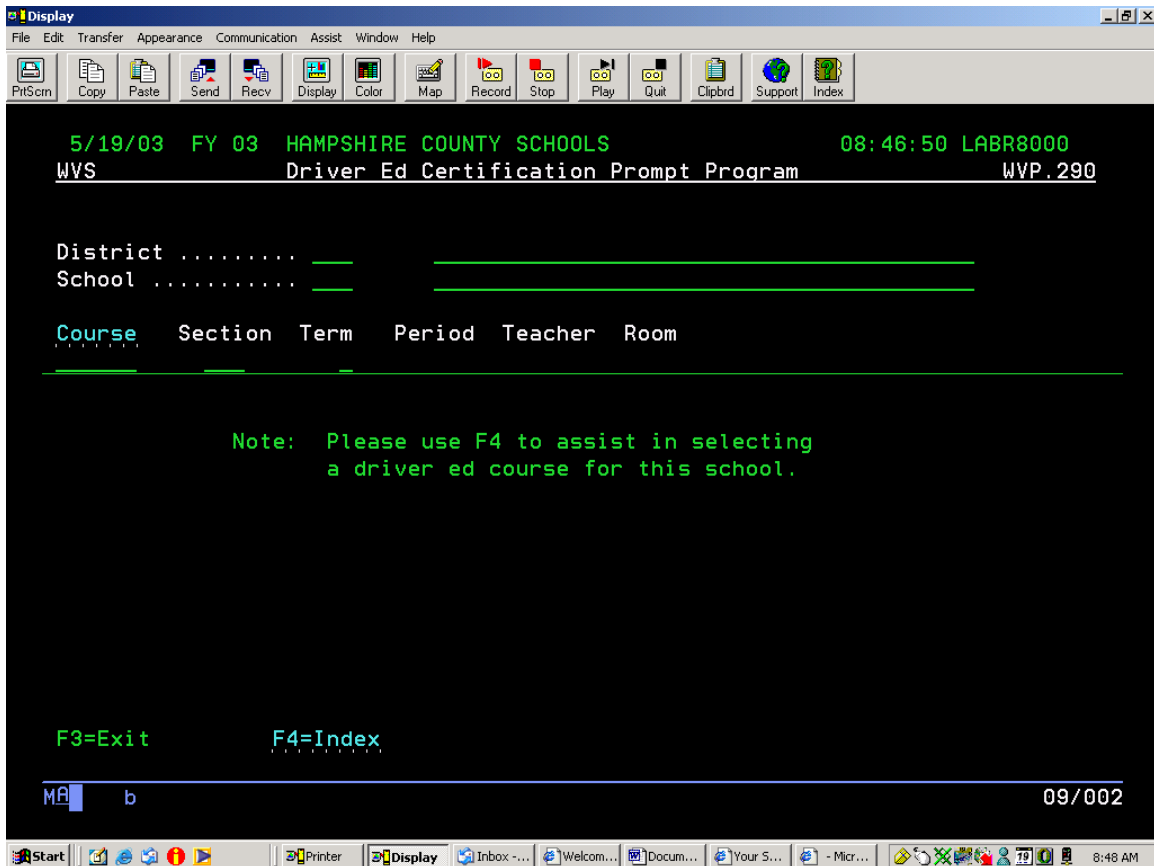 Display
File Edit Transfer Appearance Communication Assist Window Help
PrtScrn Copy Paste Send Recv Display Color Map Record Stop Play Quit Clipbrd Support Index
5/19/03 FY 03 HAMPSHIRE COUNTY SCHOOLS 08:46:50 LABR8000
WVS Driver Ed Certification Prompt Program WVP.290
District ......... ___
School ........... ___
Course Section Term Period Teacher Room
Note: Please use F4 to assist in selecting
a driver ed course for this school.
F3=Exit F4=Index
MA b 09/002
Start Printer Display Inbox -... Welcom... Docum... Your S... - Micr... 19 8:48 AM